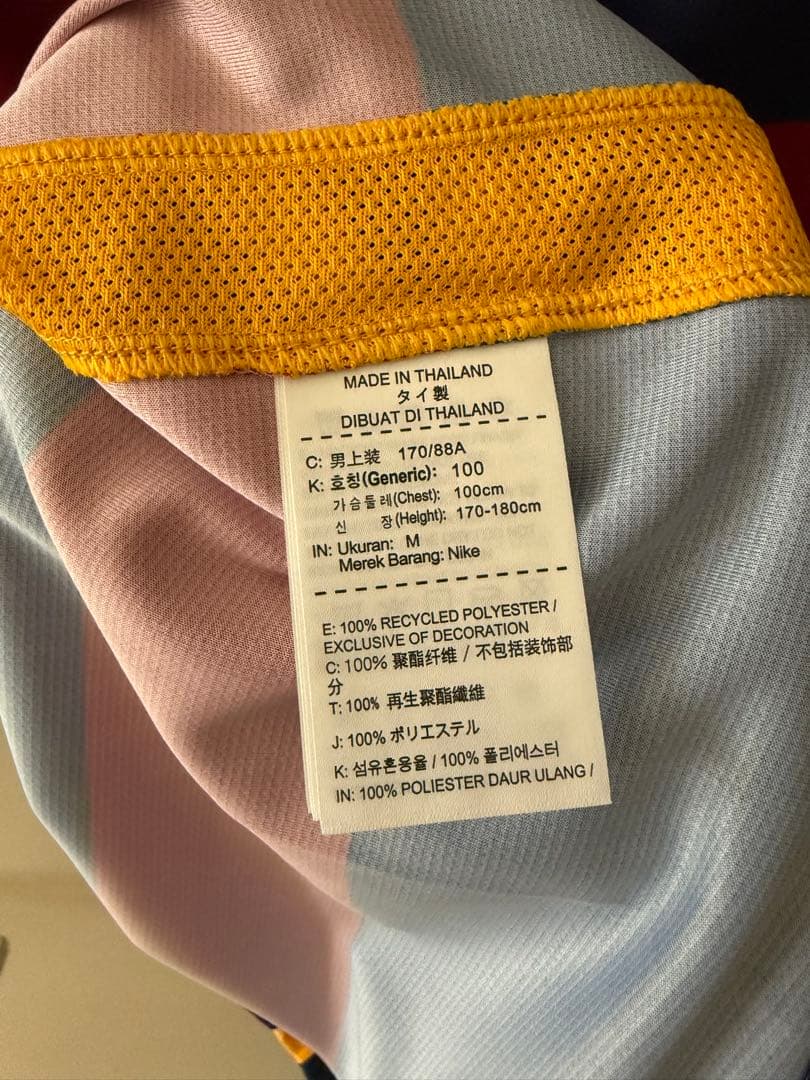 MADE IN THAILAND
タイ製
DIBUAT DI THAILAND
C: 男上装 170/88A
K: 호칭(Generic): 100
가슴둘레(Chest): 100cm
신 장(Height): 170-180cm
IN: Ukuran: M
Merek Barang: Nike
E: 100% RECYCLED POLYESTER /
EXCLUSIVE OF DECORATION
C: 100% 聚酯纤维 / 不包括装饰部
分
T: 100% 再生聚酯纖維
J: 100% ポリエステル
K: 섬유혼용율 / 100% 폴리에스터
IN: 100% POLIESTER DAUR ULANG /